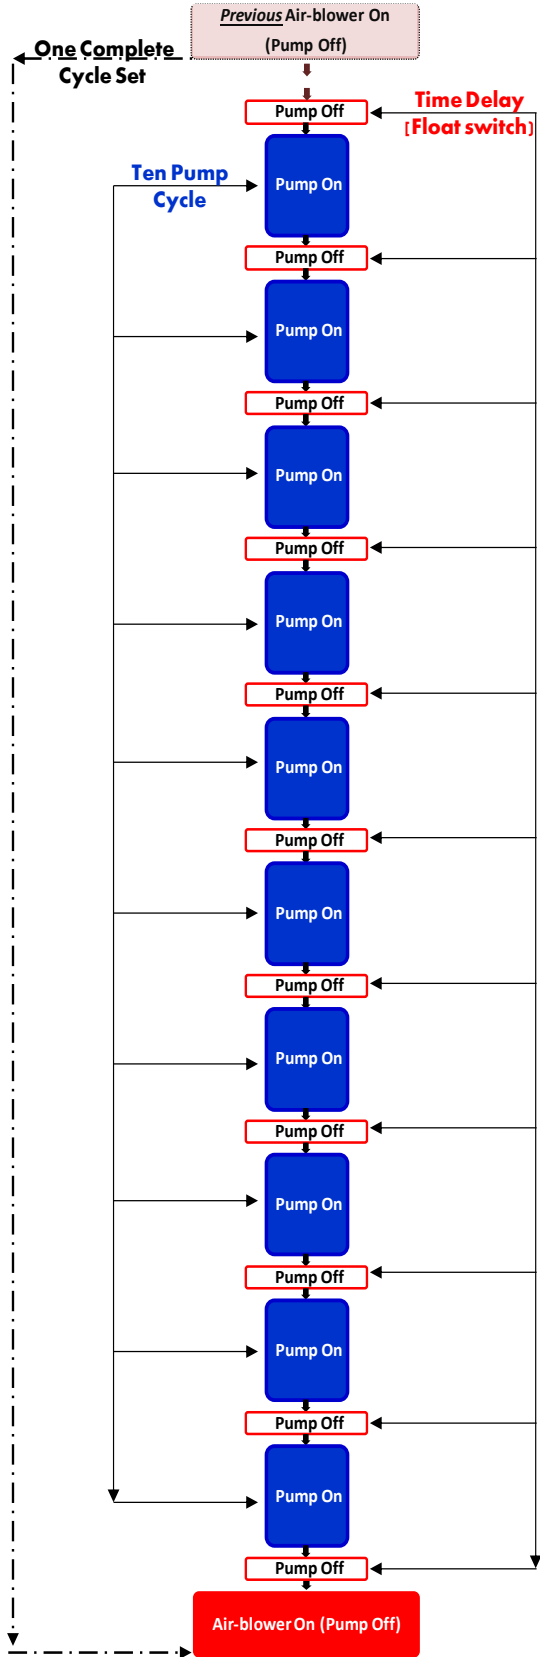 Previous Air-blower On
(Pump Off)
One Complete
Cycle Set
Time Delay
[Float switch]
Pump Off
Ten Pump
Cycle
Pump On
Pump Off
Pump On
Pump Off
Pump On
Pump Off
Pump On
Pump Off
Pump On
Pump Off
Pump On
Pump Off
Pump On
Pump Off
Pump On
Pump Off
Pump On
Pump Off
Pump On
Pump Off
Air-blower On (Pump Off)